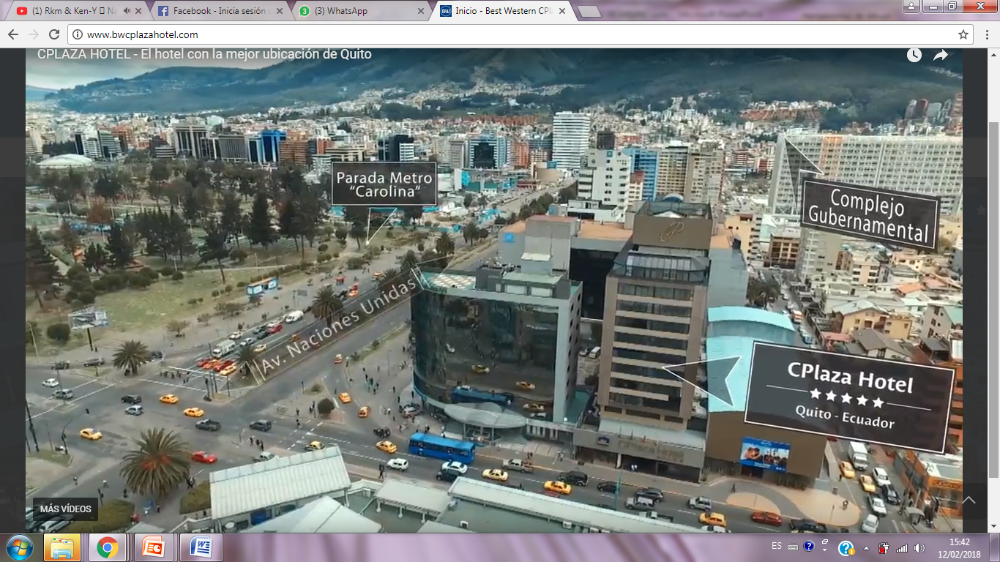 (1) Rkm & Ken-Y
Facebook - Inicia sesión
(3) WhatsApp
Inicio - Best Western CPL
www.bwcplazahotel.com
CPLAZA HOTEL - El hotel con la mejor ubicación de Quito
Parada Metro
"Carolina"
Complejo
Gubernamental
Av. Naciones Unidas
CPlaza Hotel
Quito - Ecuador
MÁS VÍDEOS
ES
15:42
12/02/2018